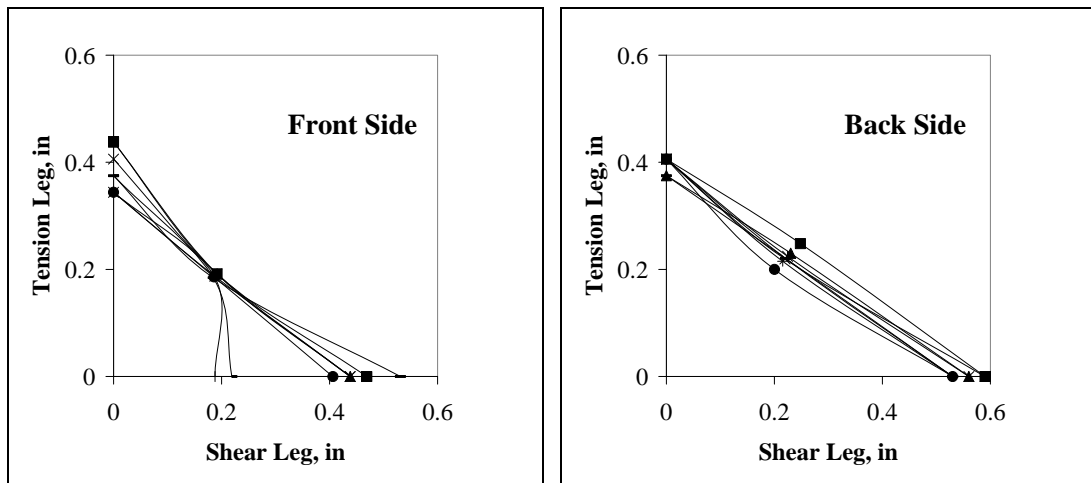 0.6
Front Side
0.4
Tension Leg, in
0.2
0
0 0.2 0.4 0.6
Shear Leg, in
0.6
Back Side
0.4
Tension Leg, in
0.2
0
0 0.2 0.4 0.6
Shear Leg, in